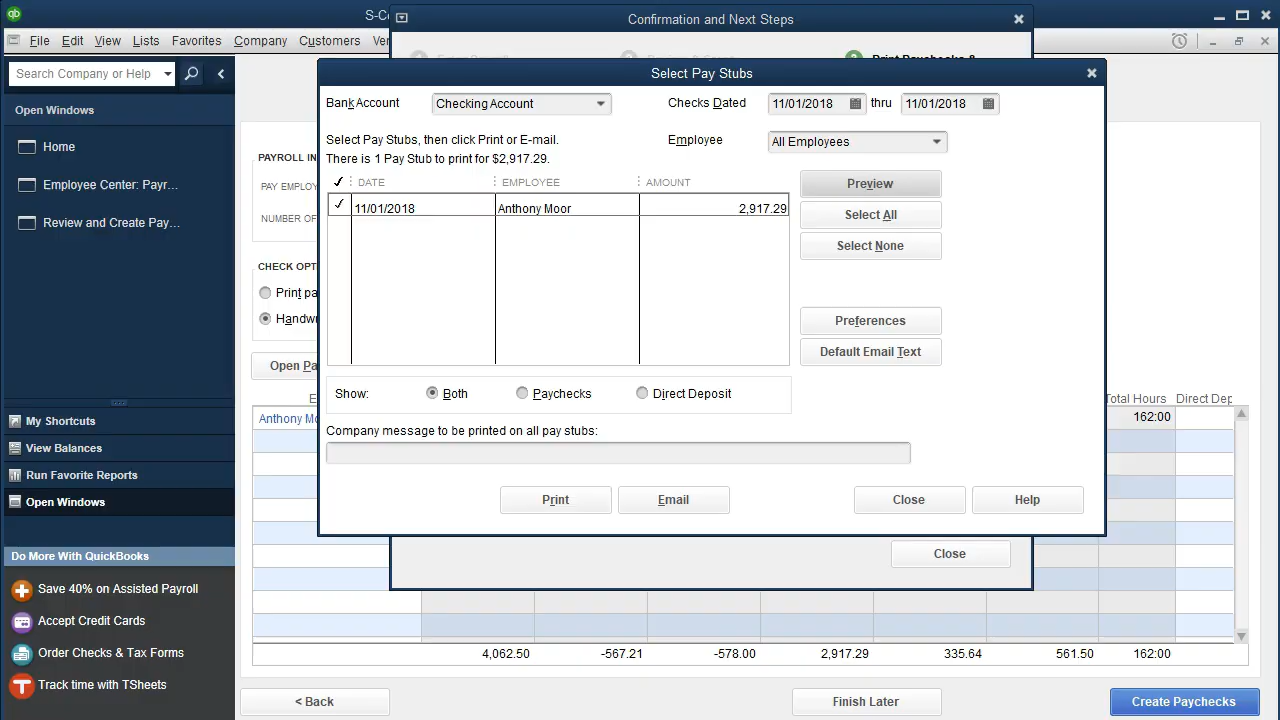 S-Co
Confirmation and Next Steps
File Edit View Lists Favorites Company Customers Ver
Search Company or Help
Print Paychecks &
Select Pay Stubs
Open Windows
Home
Employee Center: Payr...
Review and Create Pay...
My Shortcuts
View Balances
Run Favorite Reports
Open Windows
Do More With QuickBooks
Save 40% on Assisted Payroll
Accept Credit Cards
Order Checks & Tax Forms
Track time with TSheets
PAYROLL IN
PAY EMPLOY
NUMBER OF
CHECK OPTI
Print pa
Handwr
Open Pa
Bank Account Checking Account Checks Dated 11/01/2018 thru 11/01/2018
Select Pay Stubs, then click Print or E-mail. Employee All Employees
There is 1 Pay Stub to print for $2,917.29.
DATE EMPLOYEE AMOUNT
11/01/2018 Anthony Moor 2,917.29
Preview
Select All
Select None
Preferences
Default Email Text
Show: Both Paychecks Direct Deposit
Company message to be printed on all pay stubs:
Print Email Close Help
Close
E Total Hours Direct Dep
Anthony Mo 162:00
4,062.50 -567.21 -578.00 2,917.29 335.64 561.50 162:00
< Back Finish Later Create Paychecks